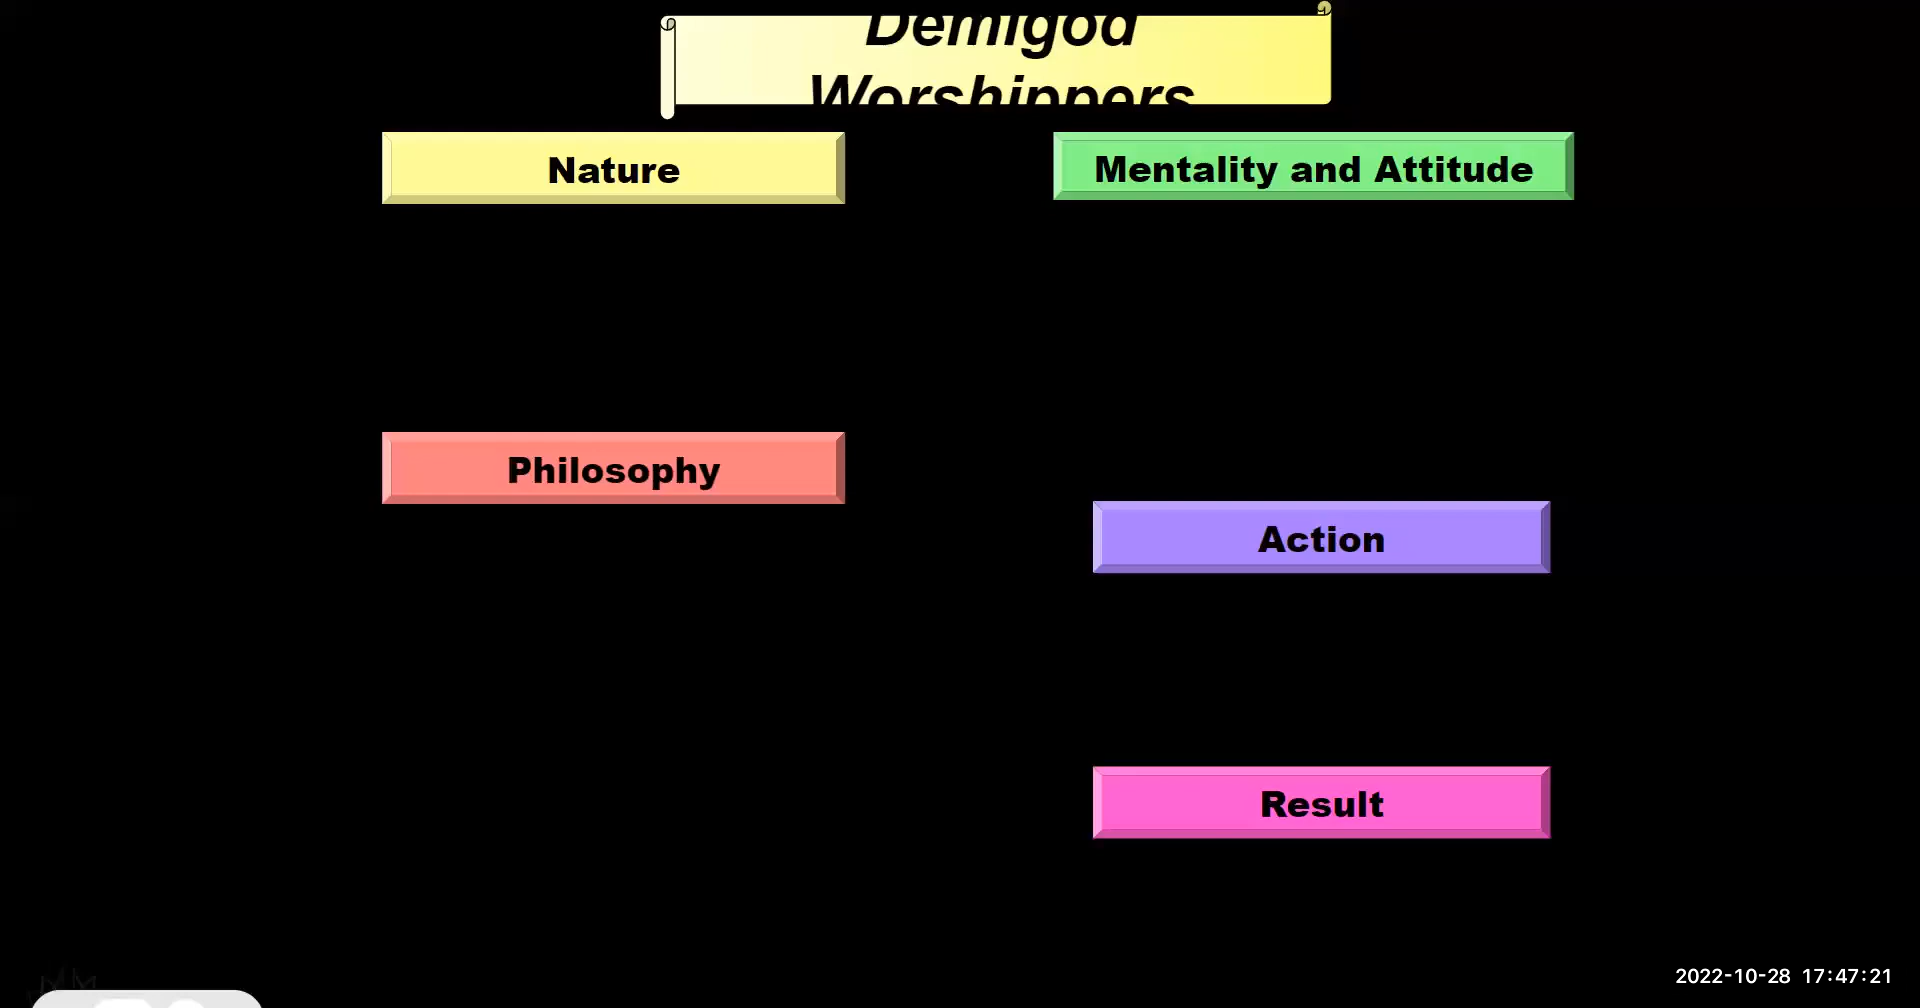 Demigod
Worshippers
Nature
Mentality and Attitude
Philosophy
Action
Result
2022-10-28 17:47:21